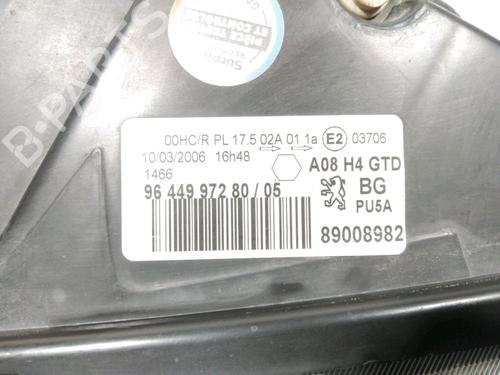 00HC/R PL 17.5 02A 01 1a E2 03706
10/03/2006 16h48
A08 H4 GTD
1466
96 449 972 80 / 05
BG
PU5A
89008982
B-PARTS